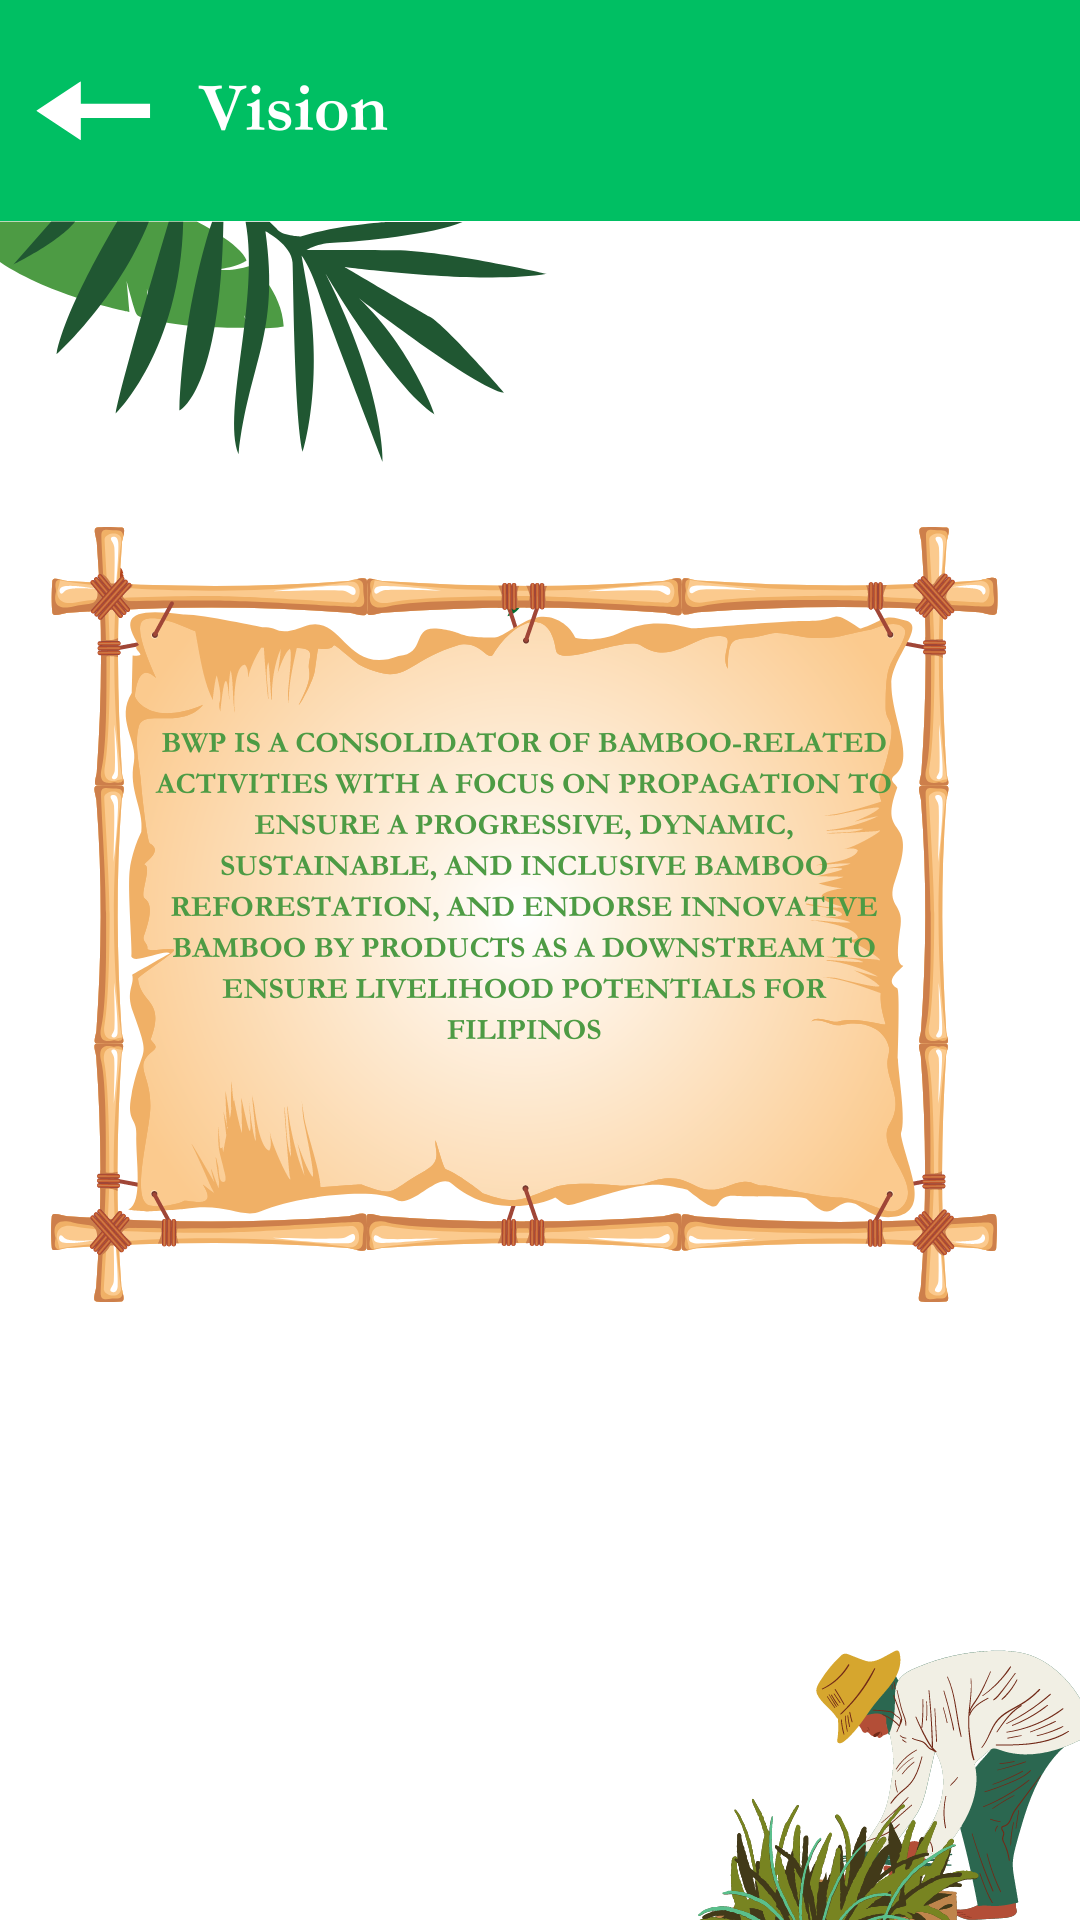 Vision
BWP IS A CONSOLIDATOR OF BAMBOO-RELATED
ACTIVITIES WITH A FOCUS ON PROPAGATION TO
ENSURE A PROGRESSIVE, DYNAMIC,
SUSTAINABLE, AND INCLUSIVE BAMBOO
REFORESTATION, AND ENDORSE INNOVATIVE
BAMBOO BY PRODUCTS AS A DOWNSTREAM TO
ENSURE LIVELIHOOD POTENTIALS FOR
FILIPINOS